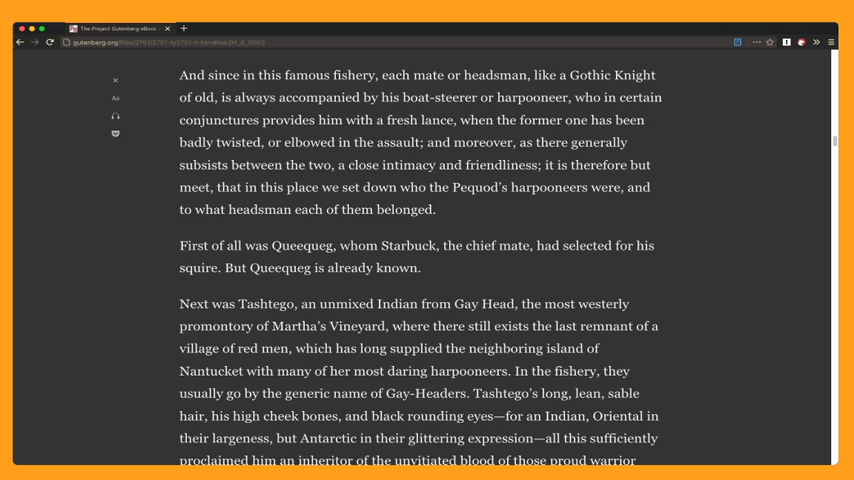 The Project Gutenberg eBook
gutenberg.org/files/2701/2701-h/2701-h.htm#link2H_4_0003
Aa
And since in this famous fishery, each mate or headsman, like a Gothic Knight
of old, is always accompanied by his boat-steerer or harpooneer, who in certain
conjunctures provides him with a fresh lance, when the former one has been
badly twisted, or elbowed in the assault; and moreover, as there generally
subsists between the two, a close intimacy and friendliness; it is therefore but
meet, that in this place we set down who the Pequod’s harpooneers were, and
to what headsman each of them belonged.
First of all was Queequeg, whom Starbuck, the chief mate, had selected for his
squire. But Queequeg is already known.
Next was Tashtego, an unmixed Indian from Gay Head, the most westerly
promontory of Martha’s Vineyard, where there still exists the last remnant of a
village of red men, which has long supplied the neighboring island of
Nantucket with many of her most daring harpooneers. In the fishery, they
usually go by the generic name of Gay-Headers. Tashtego’s long, lean, sable
hair, his high cheek bones, and black rounding eyes—for an Indian, Oriental in
their largeness, but Antarctic in their glittering expression—all this sufficiently
proclaimed him an inheritor of the unvitiated blood of those proud warrior